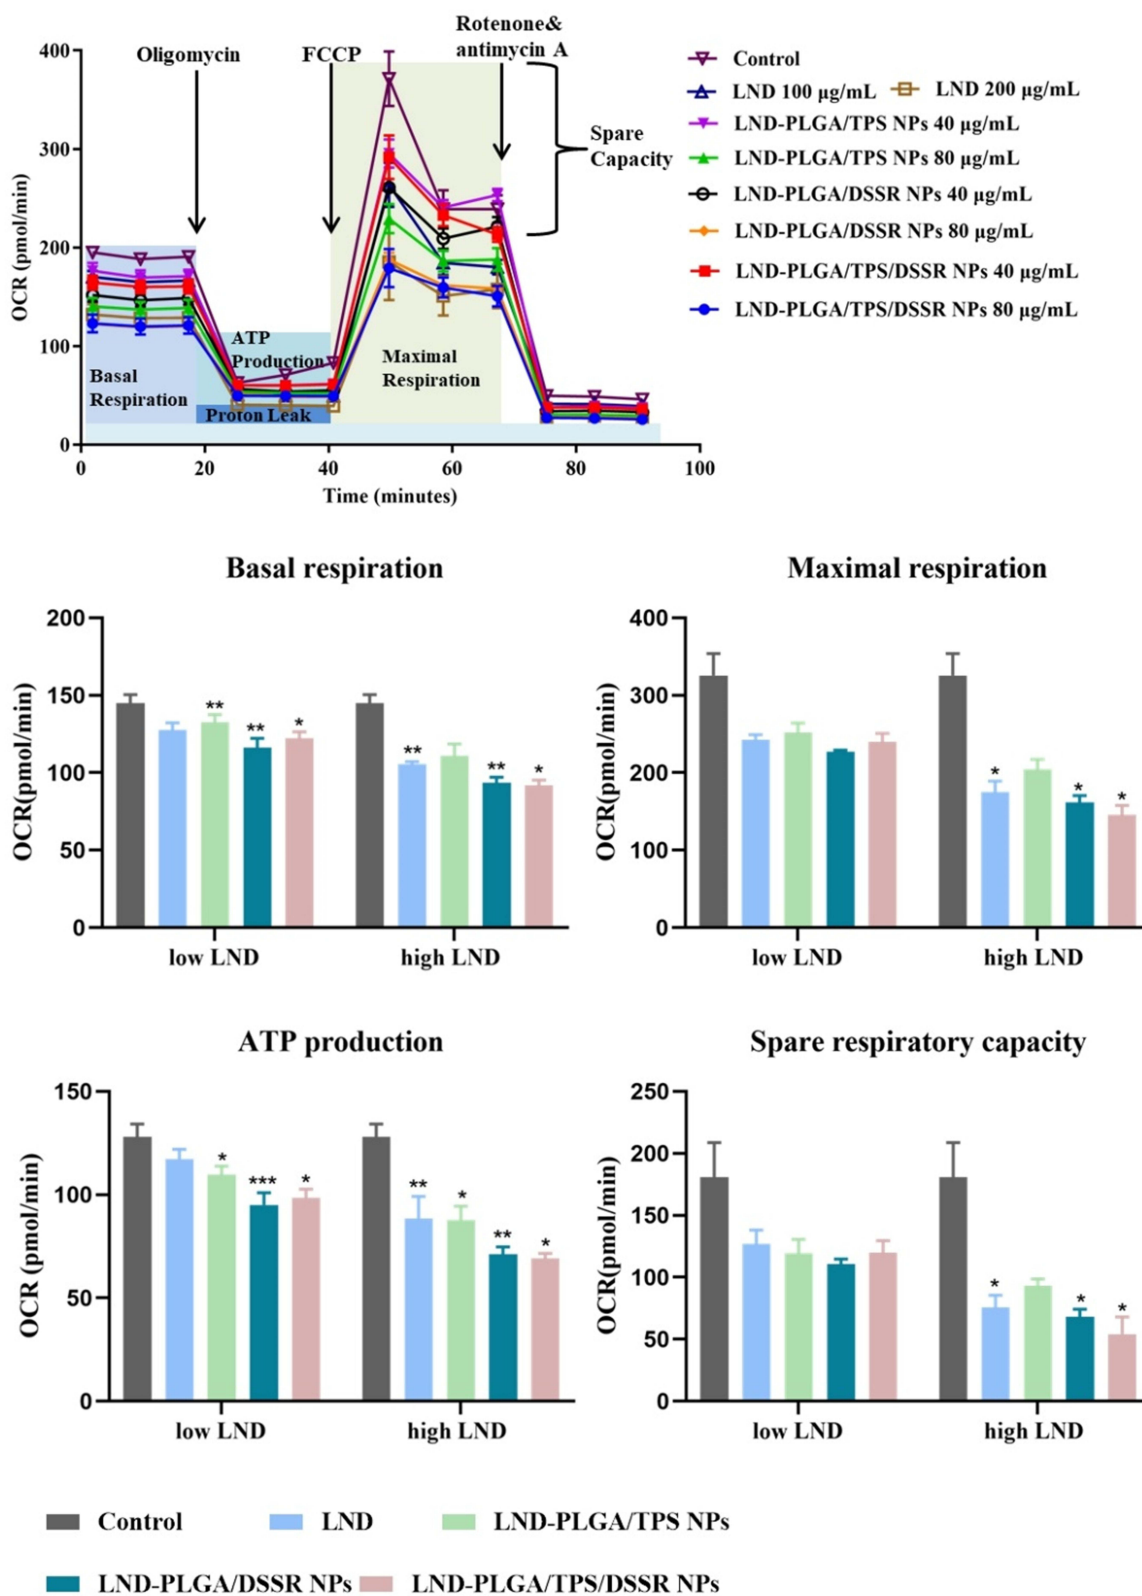 Oligomycin
FCCP
Rotenone&
antimycin A
400
300
200
100
0
OCR (pmol/min)
Spare
Capacity
ATP
Production
Basal
Respiration
Proton Leak
Maximal
Respiration
0 20 40 60 80 100
Time (minutes)
Control
LND 100 μg/mL LND 200 μg/mL
LND-PLGA/TPS NPs 40 μg/mL
LND-PLGA/TPS NPs 80 μg/mL
LND-PLGA/DSSR NPs 40 μg/mL
LND-PLGA/DSSR NPs 80 μg/mL
LND-PLGA/TPS/DSSR NPs 40 μg/mL
LND-PLGA/TPS/DSSR NPs 80 μg/mL
Basal respiration
200
150
100
50
0
OCR(pmol/min)
** ** *
** ** *
low LND high LND
Maximal respiration
400
300
200
100
0
OCR(pmol/min)
* * *
low LND high LND
ATP production
150
100
50
0
OCR (pmol/min)
* *** *
** * ** *
low LND high LND
Spare respiratory capacity
250
200
150
100
50
0
OCR(pmol/min)
* * *
low LND high LND
Control LND LND-PLGA/TPS NPs
LND-PLGA/DSSR NPs LND-PLGA/TPS/DSSR NPs